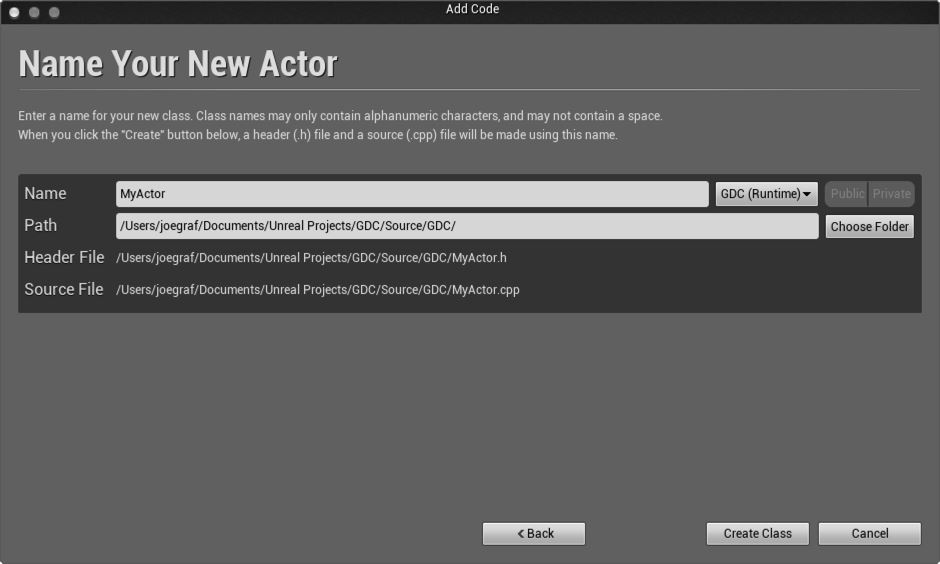 Add Code
Name Your New Actor
Enter a name for your new class. Class names may only contain alphanumeric characters, and may not contain a space.
When you click the "Create" button below, a header (.h) file and a source (.cpp) file will be made using this name.
Name MyActor GDC (Runtime) Public Private
Path /Users/joegraf/Documents/Unreal Projects/GDC/Source/GDC/ Choose Folder
Header File /Users/joegraf/Documents/Unreal Projects/GDC/Source/GDC/MyActor.h
Source File /Users/joegraf/Documents/Unreal Projects/GDC/Source/GDC/MyActor.cpp
Back Create Class Cancel